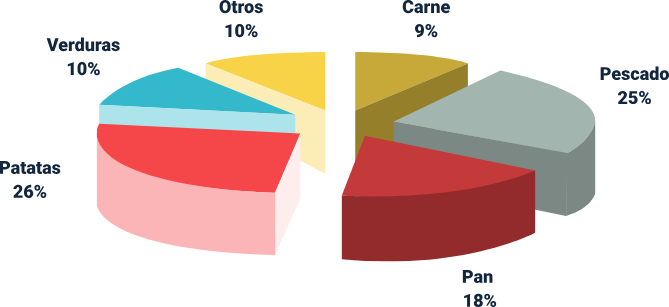 Otros
10%
Carne
9%
Verduras
10%
Pescado
25%
Patatas
26%
Pan
18%